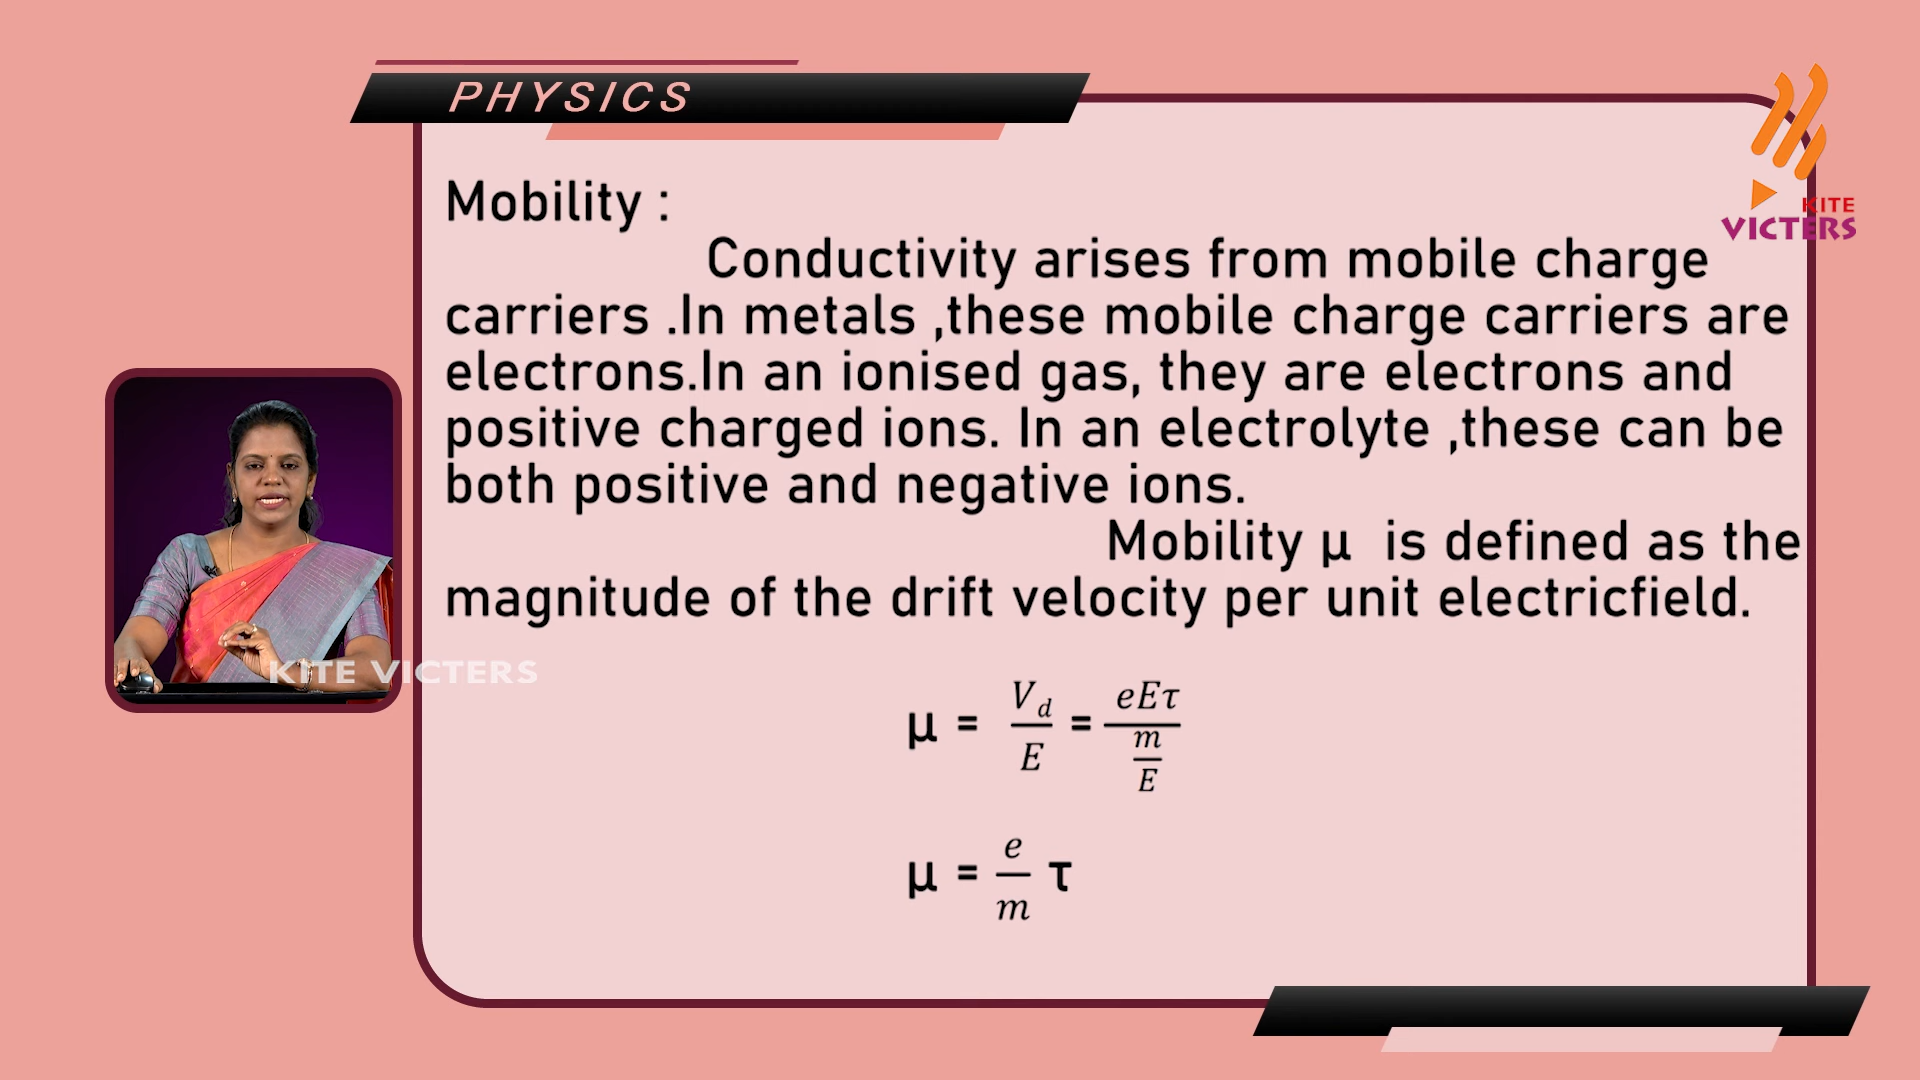 PHYSICS
KITE
VICTERS
Mobility :
Conductivity arises from mobile charge
carriers .In metals ,these mobile charge carriers are
electrons.In an ionised gas, they are electrons and
positive charged ions. In an electrolyte ,these can be
both positive and negative ions.
Mobility μ is defined as the
magnitude of the drift velocity per unit electricfield.
KITE VICTERS
μ = V_d/E = eEτ/(m/E)
μ = e/m τ